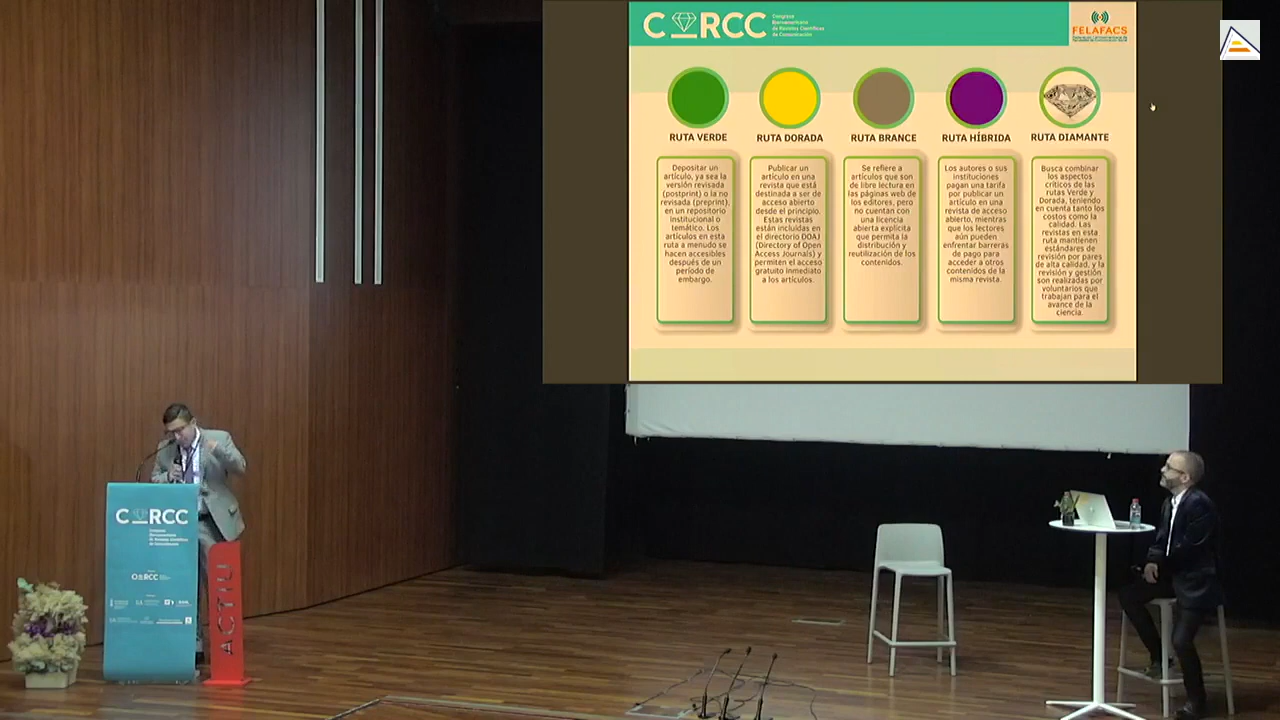 C RCC
Congreso
Iberoamericano
de Revistas Científicas
de Comunicación
FELAFACS
RUTA VERDE
Depositar un
artículo, ya sea la
versión revisada
(postprint) o la no
revisada (preprint),
en un repositorio
institucional o
temático. Los
artículos en esta
ruta a menudo se
hacen accesibles
después de un
período de
embargo.
RUTA DORADA
Publicar un
artículo en una
revista que está
destinada a ser de
acceso abierto
desde el principio.
Estas revistas
están incluidas en
el directorio DOAJ
(Directory of Open
Access Journals) y
permiten el acceso
gratuito inmediato
a los artículos.
RUTA BRANCE
Se refiere a
artículos que son
de libre lectura en
las páginas web de
los editores, pero
no cuentan con
una licencia
abierta explícita
que permita la
distribución y
reutilización de los
contenidos.
RUTA HÍBRIDA
Los autores o sus
instituciones
pagan una tarifa
por publicar un
artículo en una
revista de acceso
abierto, mientras
que los lectores
aún pueden
enfrentar barreras
de pago para
acceder a otros
contenidos de la
misma revista.
RUTA DIAMANTE
Busca combinar
los aspectos
críticos de las
rutas Verde y
Dorada, teniendo
en cuenta tanto los
costos como la
calidad. Las
revistas en esta
ruta mantienen
estándares de
revisión por pares
de alta calidad, y la
revisión y gestión
son realizadas por
voluntarios que
trabajan para el
avance de la
ciencia.
C RCC
Congreso
Iberoamericano
de Revistas Científicas
de Comunicación
ACTIU